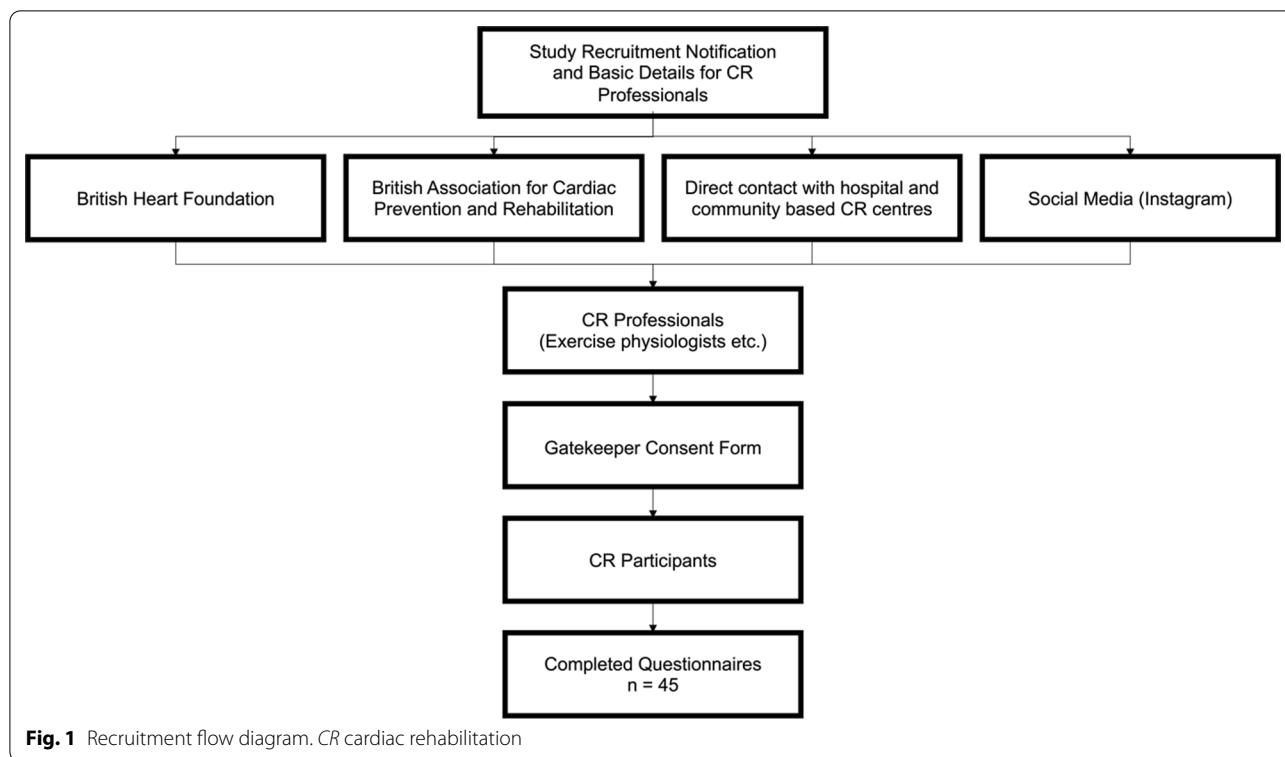 Study Recruitment Notification
and Basic Details for CR
Professionals
British Heart Foundation
British Association for Cardiac
Prevention and Rehabilitation
Direct contact with hospital and
community based CR centres
Social Media (Instagram)
CR Professionals
(Exercise physiologists etc.)
Gatekeeper Consent Form
CR Participants
Completed Questionnaires
n = 45
Fig. 1 Recruitment flow diagram. CR cardiac rehabilitation